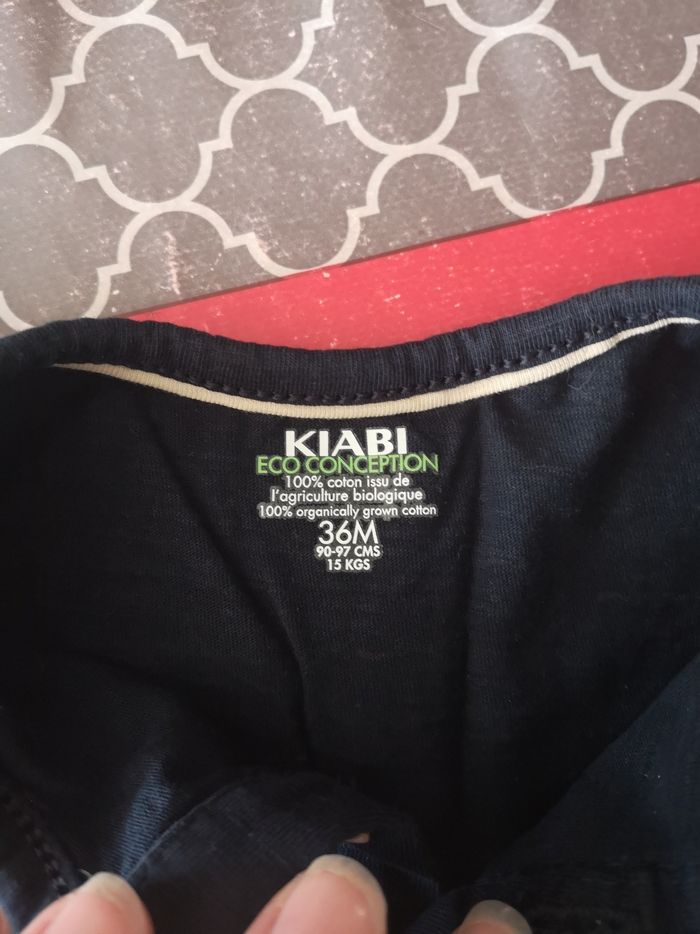 KIABI
ECO CONCEPTION
100% coton issu de
l'agriculture biologique
100% organically grown cotton
36M
90-97 CMS
15 KGS